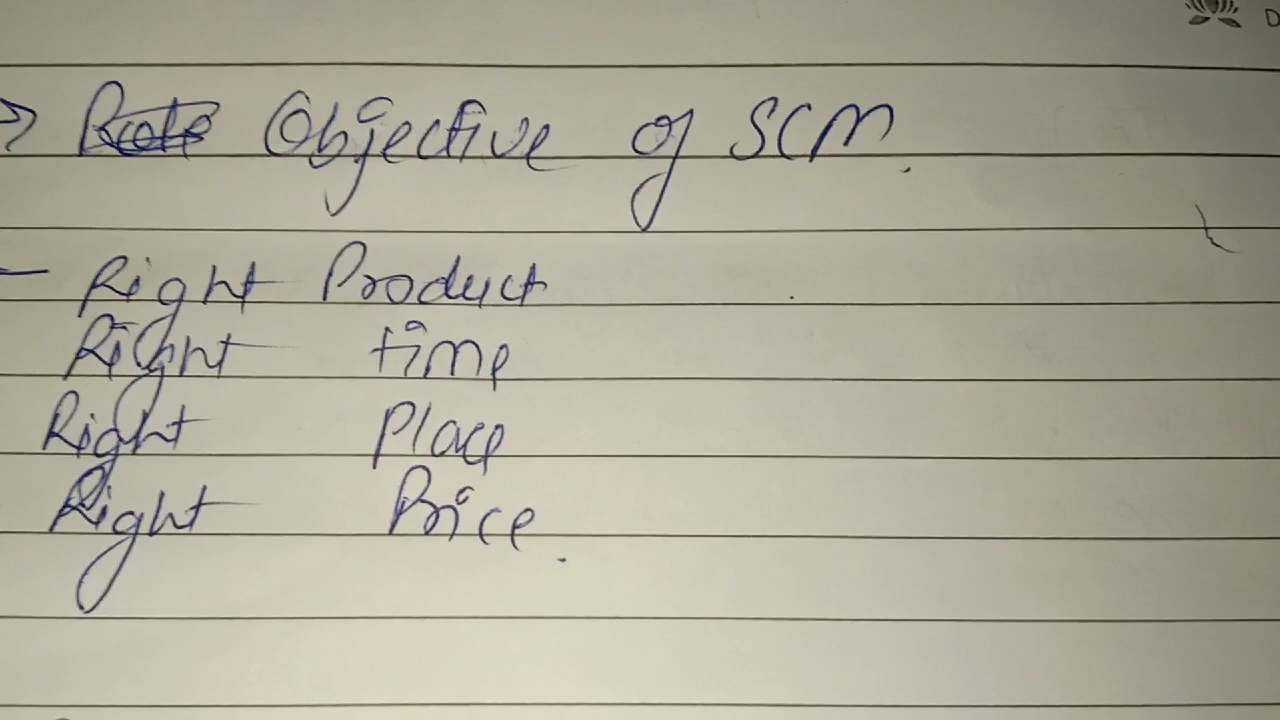 → Objective of SCM.
- Right Product
Right time
Right Place
Right Price.